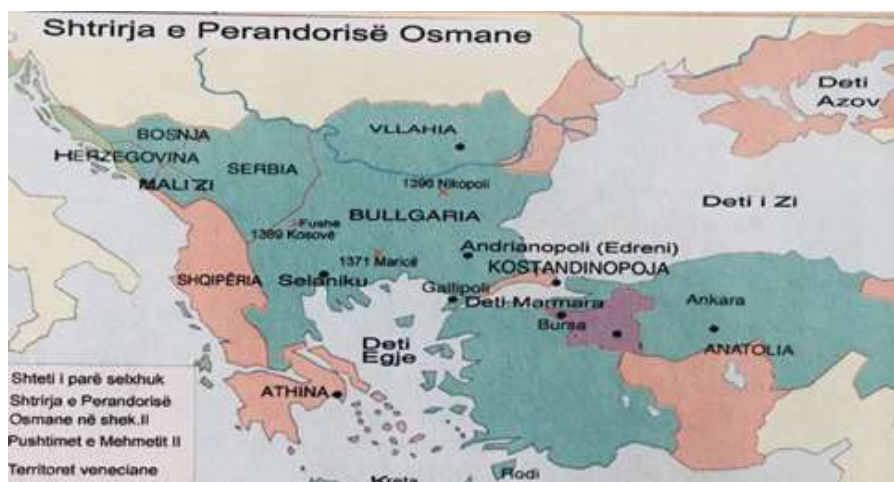 Shtrirja e Perandorisë Osmane
Deti
Azov
BOSNJA
VLLAHIA
HERZEGOVINA
SERBIA
MALI ZI
1396 Nikopoli
Deti i Zi
Fushe
1389 Kosovë
BULLGARIA
Andrianopoli (Edreni)
1371 Maricë
KOSTANDINOPOJA
SHQIPËRIA
Selaniku
Gallipoli
Deti Marmara
Ankara
Bursa
Deti
Egje
ANATOLIA
ATHINA
Shteti i parë selxhuk
Shtrirja e Perandorisë
Osmane në shek.II
Pushtimet e Mehmetit II
Territoret veneciane
Kreta
Rodi